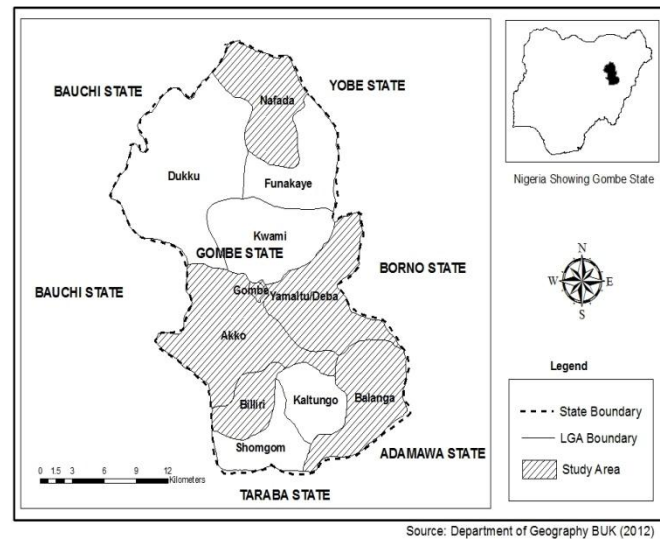 BAUCHI STATE
YOBE STATE
Nafada
Dukku
Funakaye
Kwami
GOMBE STATE
BORNO STATE
BAUCHI STATE
Gombe
Yamaltu/Deba
Akko
Billiri
Kaltungo
Balanga
Shomgom
ADAMAWA STATE
TARABA STATE
0 1.5 3 6 9 12
Kilometers
Nigeria Showing Gombe State
N
W E
S
Legend
State Boundary
LGA Boundary
Study Area
Source: Department of Geography BUK (2012)